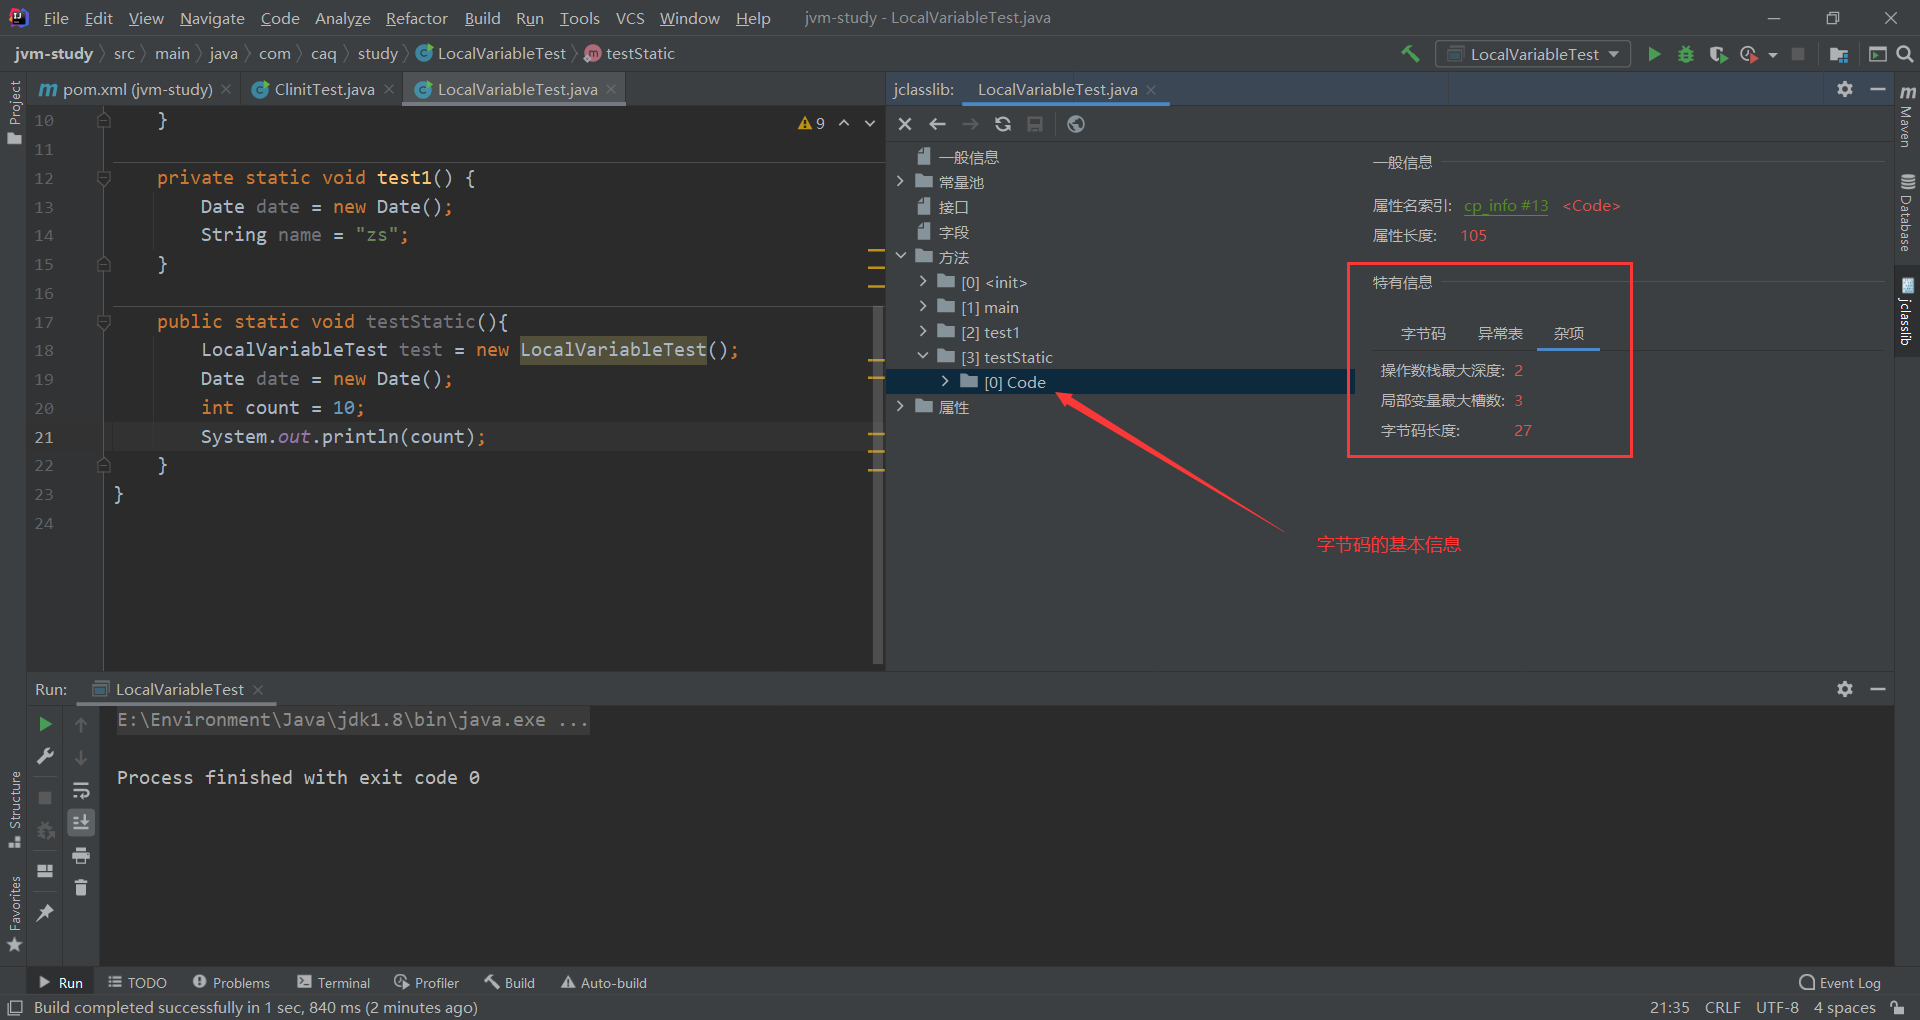 File Edit View Navigate Code Analyze Refactor Build Run Tools VCS Window Help jvm-study - LocalVariableTest.java
jvm-study src main java com caq study LocalVariableTest m testStatic LocalVariableTest
m pom.xml (jvm-study) ClinitTest.java LocalVariableTest.java
jclasslib: LocalVariableTest.java
Project
Structure
Favorites
9
10 }
11
12 private static void test1() {
13 Date date = new Date();
14 String name = "zs";
15 }
16
17 public static void testStatic(){
18 LocalVariableTest test = new LocalVariableTest();
19 Date date = new Date();
20 int count = 10;
21 System.out.println(count);
22 }
23 }
24
一般信息
常量池
接口
字段
方法
[0] <init>
[1] main
[2] test1
[3] testStatic
[0] Code
属性
一般信息
属性名索引: cp_info #13 <Code>
属性长度: 105
特有信息
字节码 异常表 杂项
操作数栈最大深度: 2
局部变量最大槽数: 3
字节码长度: 27
字节码的基本信息
m Maven
Database
jclasslib
Run: LocalVariableTest
E:\Environment\Java\jdk1.8\bin\java.exe ...
Process finished with exit code 0
Run TODO Problems Terminal Profiler Build Auto-build Event Log
Build completed successfully in 1 sec, 840 ms (2 minutes ago) 21:35 CRLF UTF-8 4 spaces